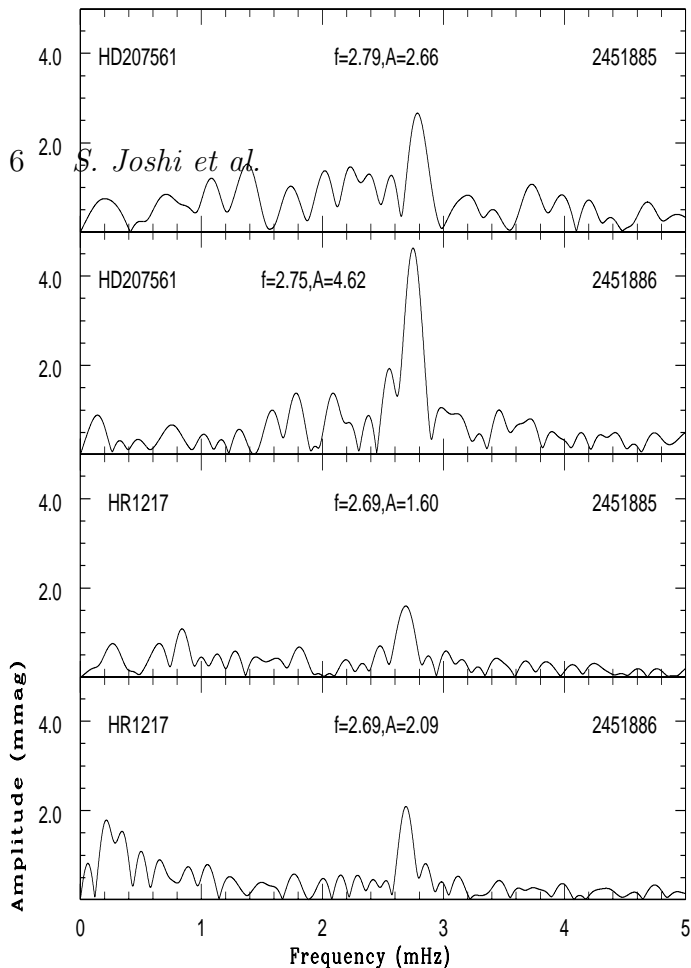 4.0 HD207561 f=2.79,A=2.66 2451885
2.0
6 S. Joshi et al.
4.0 HD207561 f=2.75,A=4.62 2451886
2.0
4.0 HR1217 f=2.69,A=1.60 2451885
2.0
4.0 HR1217 f=2.69,A=2.09 2451886
2.0
Amplitude (mmag)
0 1 2 3 4 5
Frequency (mHz)